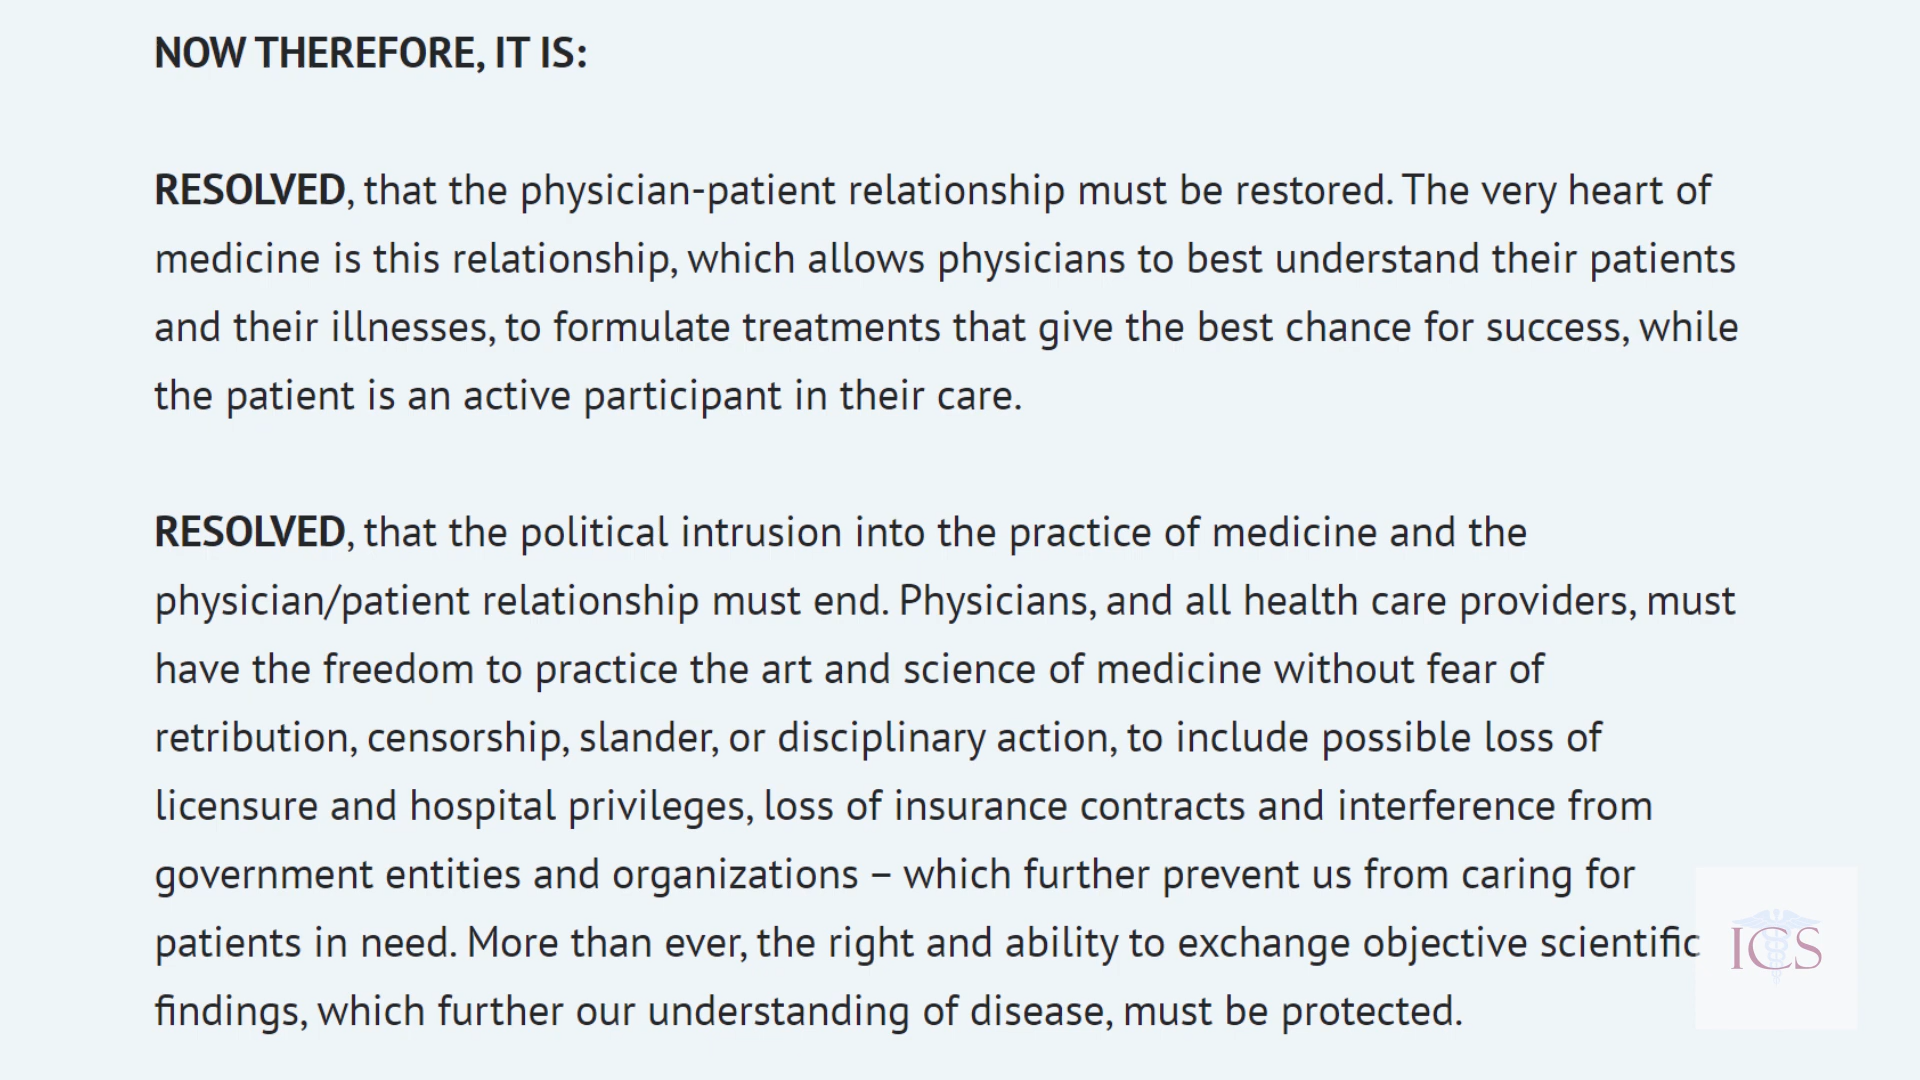 NOW THEREFORE, IT IS:
RESOLVED, that the physician-patient relationship must be restored. The very heart of
medicine is this relationship, which allows physicians to best understand their patients
and their illnesses, to formulate treatments that give the best chance for success, while
the patient is an active participant in their care.
RESOLVED, that the political intrusion into the practice of medicine and the
physician/patient relationship must end. Physicians, and all health care providers, must
have the freedom to practice the art and science of medicine without fear of
retribution, censorship, slander, or disciplinary action, to include possible loss of
licensure and hospital privileges, loss of insurance contracts and interference from
government entities and organizations – which further prevent us from caring for
patients in need. More than ever, the right and ability to exchange objective scientific
findings, which further our understanding of disease, must be protected.
ICS